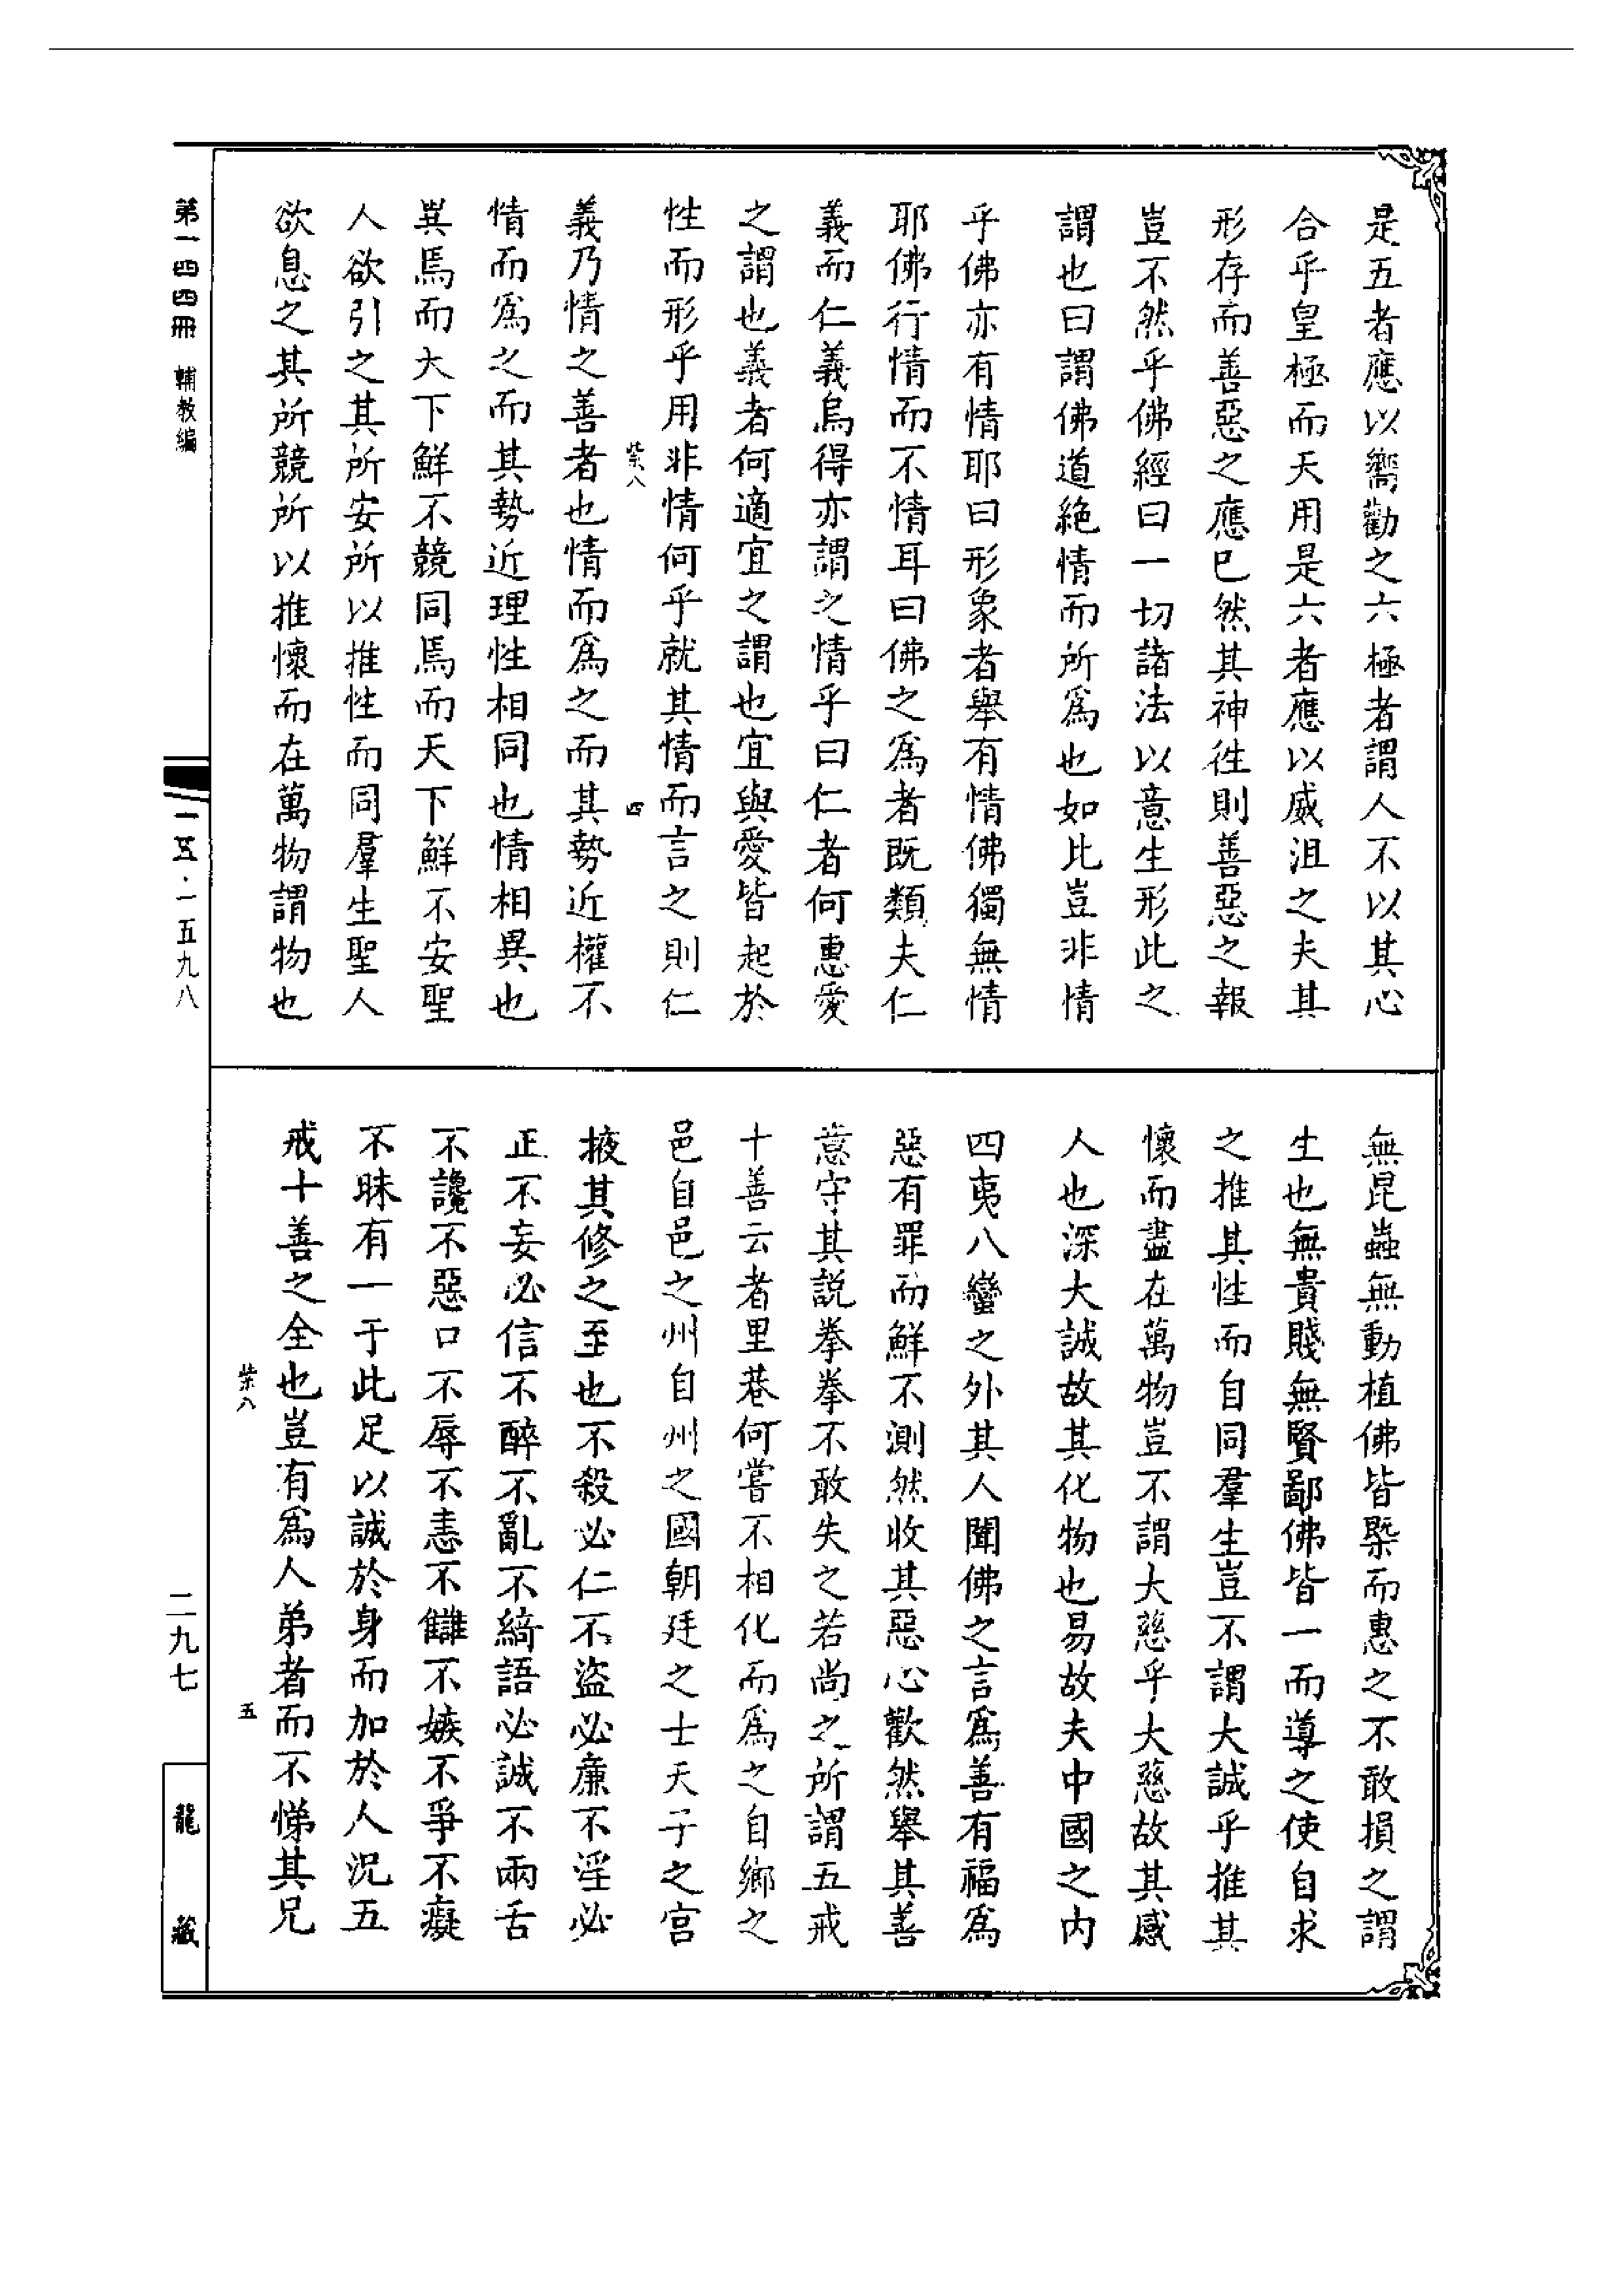 是五者應以嚮勸之六極者謂人不以其心
合乎皇極而天用是六者應以威沮之夫其
形存而善惡之應已然其神徃則善惡之報
豈不然乎佛經曰一切諸法以意生形此之
謂也曰謂佛道絕情而所爲也如比豈非情
乎佛亦有情耶曰形象者舉有情佛獨無情
耶佛行情而不情耳曰佛之爲者既類夫仁
義而仁義烏得亦謂之情乎曰仁者何惠愛
之謂也義者何適宜之謂也宜與愛皆起於
性而形乎用非情何乎就其情而言之則仁
紫八
四
義乃情之善者也情而爲之而其勢近權不
情而爲之而其勢近理性相同也情相異也
異焉而大下鮮不競同焉而天下鮮不安聖
人欲引之其所安所以推性而同羣生聖人
欲息之其所競所以推懷而在萬物謂物也
無昆蟲無動植佛皆槩而惠之不敢損之謂
生也無貴賤無賢鄙佛皆一而導之使自求
之推其性而自同羣生豈不謂大誠乎推其
懷而盡在萬物豈不謂大慈乎大慈故其感
人也深大誠故其化物也易故夫中國之内
四夷八蠻之外其人聞佛之言爲善有福爲
惡有罪而鮮不測然收其惡心歡然舉其善
意守其説拳拳不敢失之若尚之所謂五戒
十善云者里巷何嘗不相化而爲之自鄉之
邑自邑之州自州之國朝廷之士天子之宮
掖其修之至也不殺必仁不盜必廉不淫必
正不妄必信不醉不亂不綺語必誠不兩舌
不讒不惡口不辱不恚不讎不嫉不爭不癡
不昧有一于此足以誠於身而加於人況五
戒十善之全也豈有爲人弟者而不悌其兄
紫八
五
第一四四冊 輔教編
一五·一五九八
二九七
龍藏